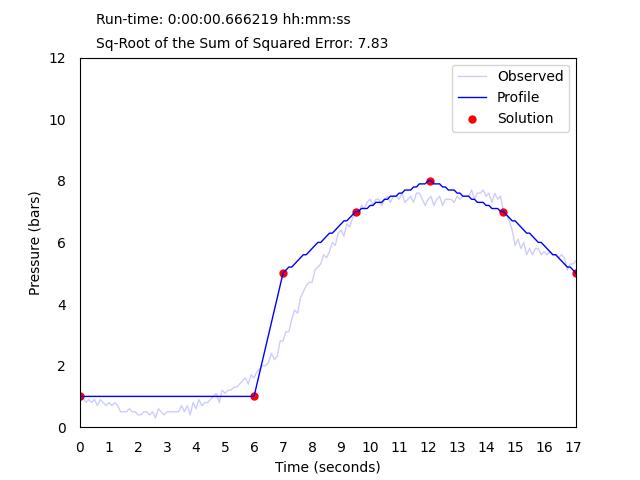 Run-time: 0:00:00.666219 hh:mm:ss
Sq-Root of the Sum of Squared Error: 7.83
Observed
Profile
Solution
12
10
8
6
4
2
0
Pressure (bars)
0 1 2 3 4 5 6 7 8 9 10 11 12 13 14 15 16 17
Time (seconds)